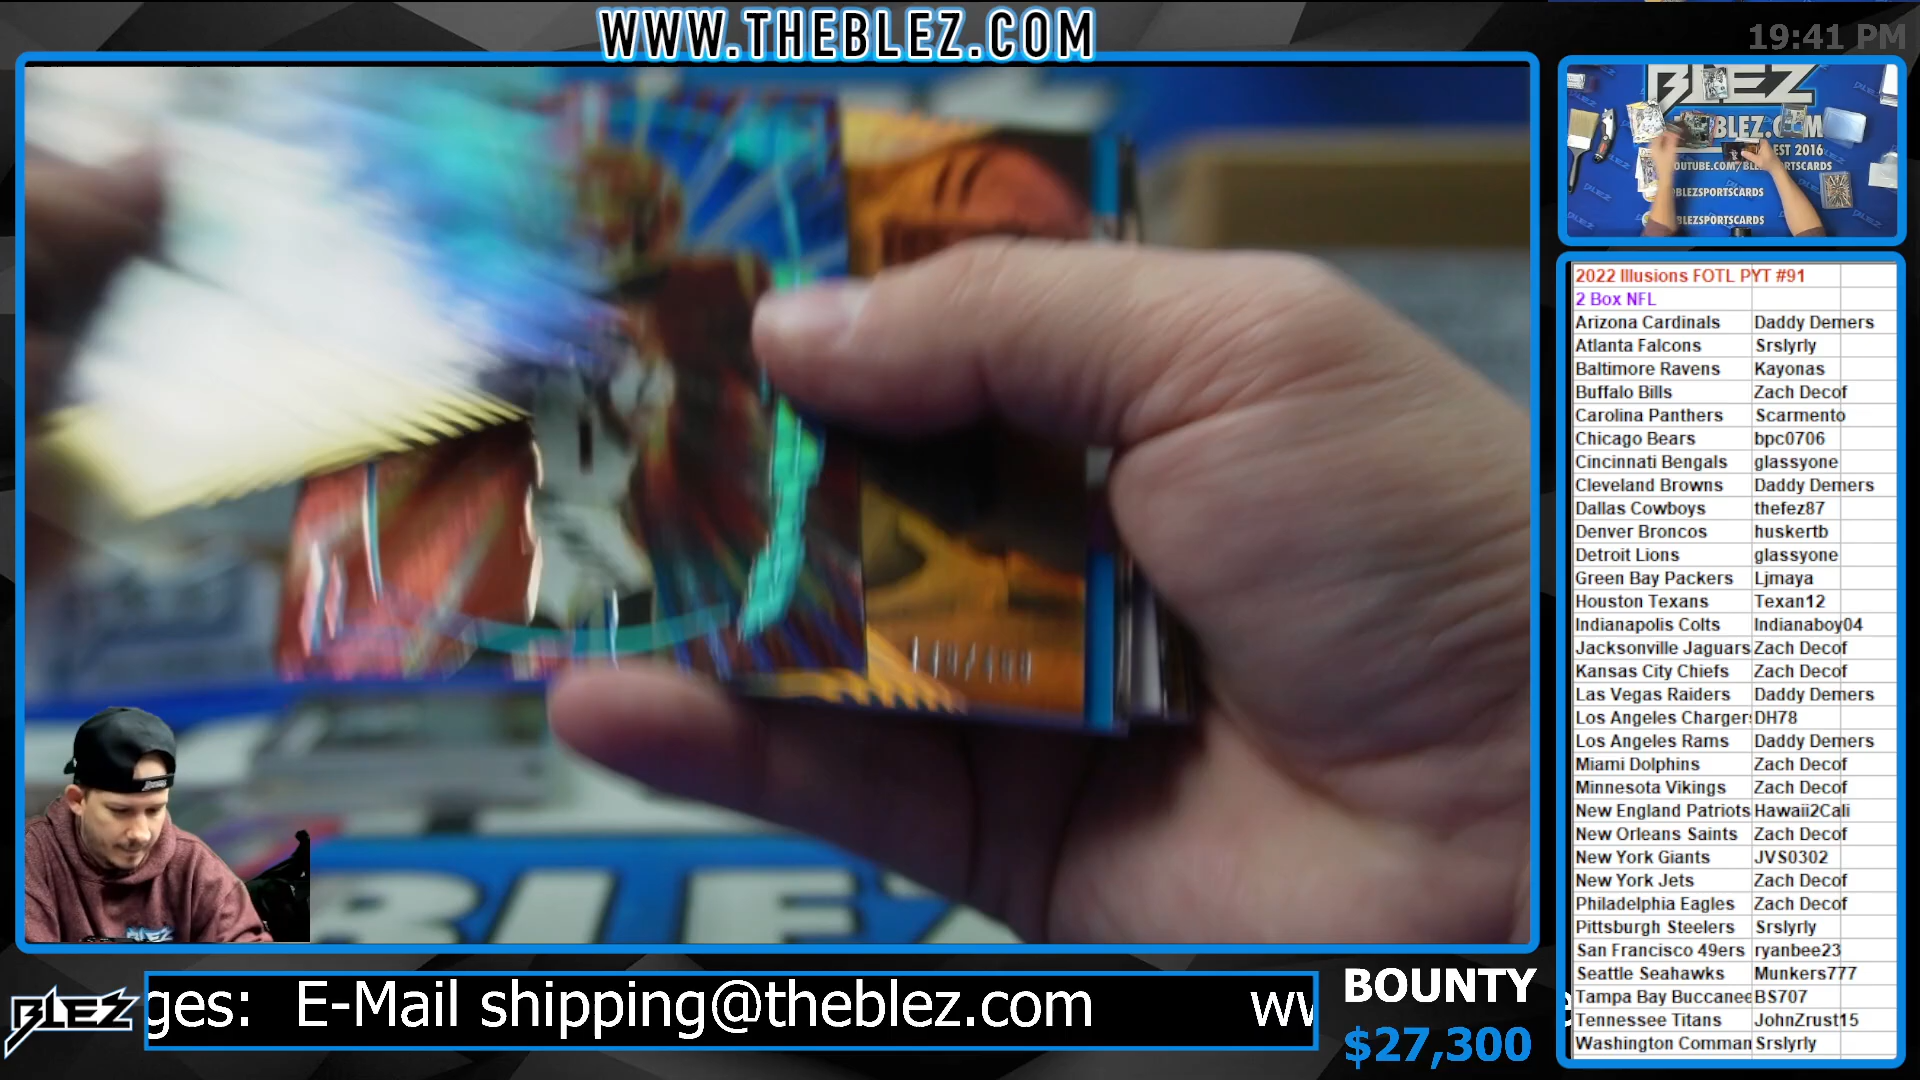 WWW.THEBLEZ.COM
19:41 PM
BLEZ
BLEZ.COM
EST 2016
BLEZSPORTSCARDS
BLEZSPORTSCARDS
2022 Illusions FOTL PYT #91
2 Box NFL
Arizona Cardinals Daddy Demers
Atlanta Falcons Srslyrly
Baltimore Ravens Kayonas
Buffalo Bills Zach Decof
Carolina Panthers Scarmento
Chicago Bears bpc0706
Cincinnati Bengals glassyone
Cleveland Browns Daddy Demers
Dallas Cowboys thefez87
Denver Broncos huskertb
Detroit Lions glassyone
Green Bay Packers Ljmaya
Houston Texans Texan12
Indianapolis Colts Indianaboy04
Jacksonville Jaguars Zach Decof
Kansas City Chiefs Zach Decof
Las Vegas Raiders Daddy Demers
Los Angeles Chargers DH78
Los Angeles Rams Daddy Demers
Miami Dolphins Zach Decof
Minnesota Vikings Zach Decof
New England Patriots Hawaii2Cali
New Orleans Saints Zach Decof
New York Giants JVS0302
New York Jets Zach Decof
Philadelphia Eagles Zach Decof
Pittsburgh Steelers Srslyrly
San Francisco 49ers ryanbee23
Seattle Seahawks Munkers777
Tampa Bay Buccanee BS707
Tennessee Titans JohnZrust15
Washington Comman Srslyrly
BLEZ
ges: E-Mail shipping@theblez.com
BOUNTY
$27,300